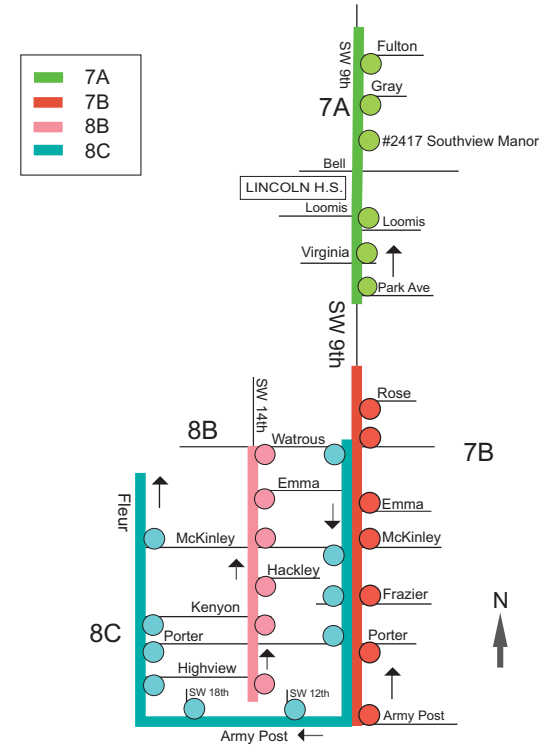 7A
7B
8B
8C
SW 9th
Fulton
7A
Gray
#2417 Southview Manor
Bell
LINCOLN H.S.
Loomis
Loomis
Virginia
Park Ave
SW 9th
Rose
SW 14th
8B
Watrous
7B
Emma
Fleur
Emma
McKinley
McKinley
Hackley
Frazier
N
Kenyon
8C
Porter
Porter
Highview
SW 18th
SW 12th
Army Post
Army Post